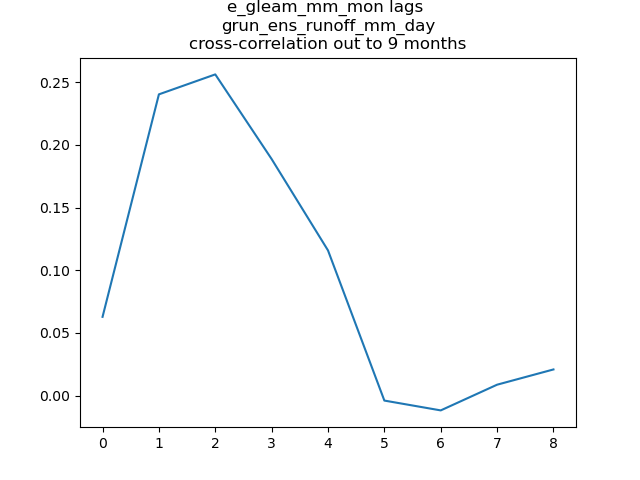 e_gleam_mm_mon lags
grun_ens_runoff_mm_day
cross-correlation out to 9 months
0.25
0.20
0.15
0.10
0.05
0.00
0 1 2 3 4 5 6 7 8